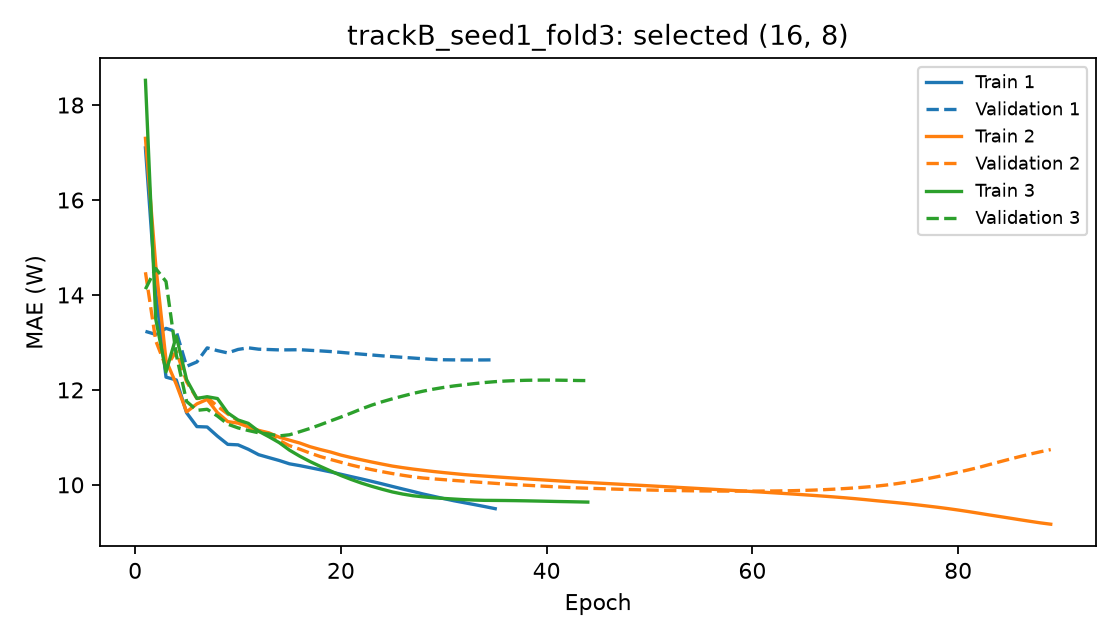 trackB_seed1_fold3: selected (16, 8)
Train 1
Validation 1
Train 2
Validation 2
Train 3
Validation 3
MAE (W)
18
16
14
12
10
0 20 40 60 80
Epoch